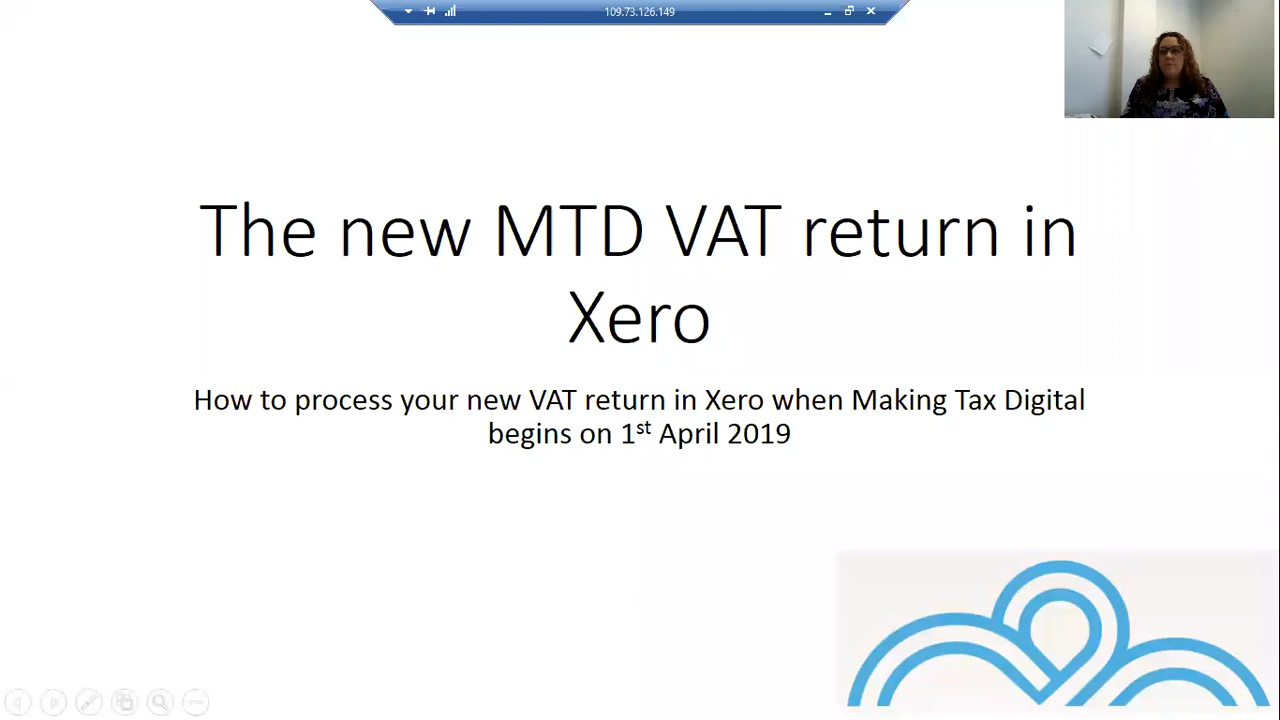 109.73.126.149
The new MTD VAT return in
Xero
How to process your new VAT return in Xero when Making Tax Digital
begins on 1st April 2019